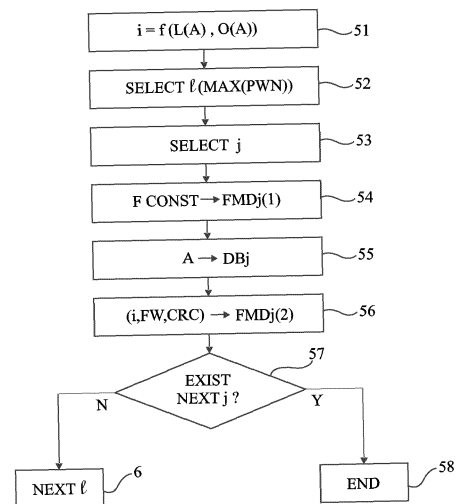 i = f (L(A) , O(A))
51
SELECT ℓ (MAX(PWN))
52
SELECT j
53
F CONST → FMDj(1)
54
A → DBj
55
(i,FW,CRC) → FMDj(2)
56
57
EXIST
NEXT j ?
N
Y
NEXT ℓ
6
END
58